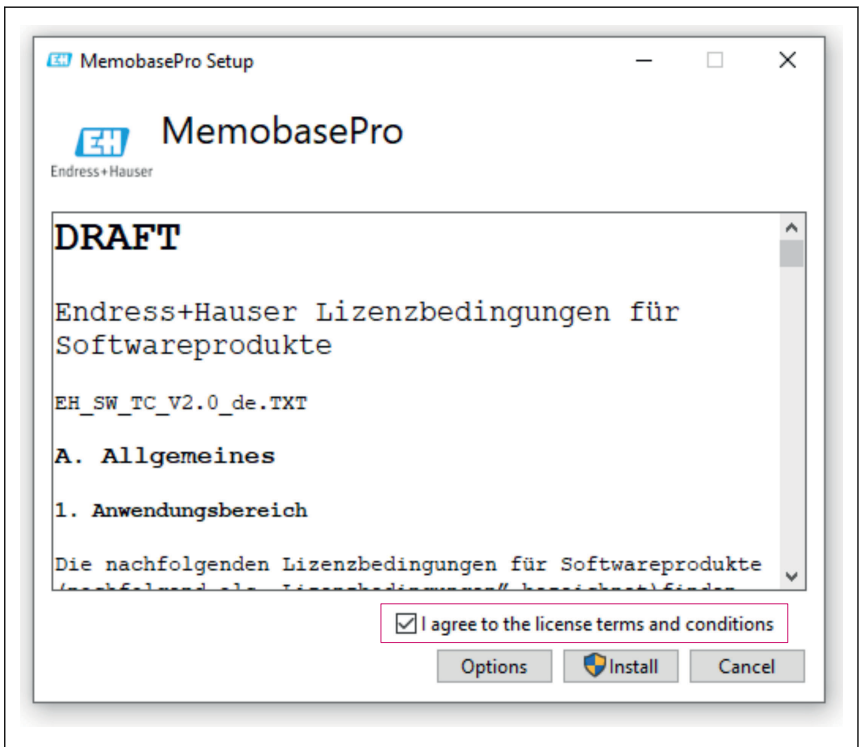 MemobasePro Setup
EH
MemobasePro
Endress+Hauser
DRAFT
Endress+Hauser Lizenzbedingungen für
Softwareprodukte
EH_SW_TC_V2.0_de.TXT
A. Allgemeines
1. Anwendungsbereich
Die nachfolgenden Lizenzbedingungen für Softwareprodukte
I agree to the license terms and conditions
Options
Install
Cancel